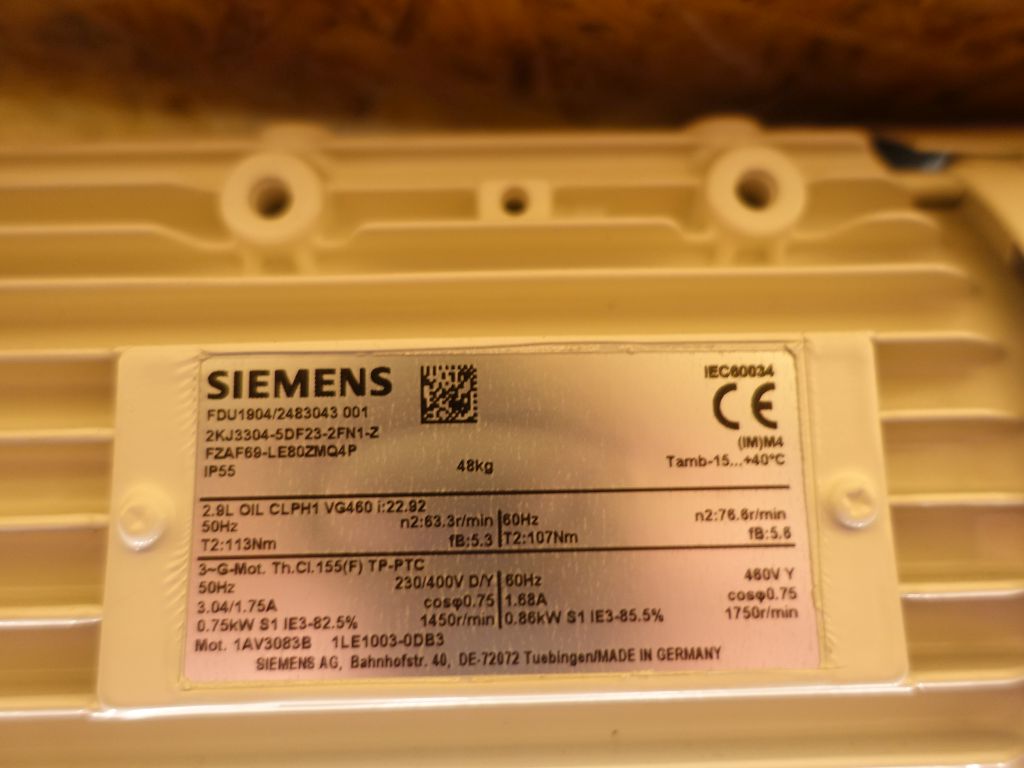 SIEMENS
IEC60034
FDU1904/2483043 001
CE
2KJ3304-5DF23-2FN1-Z
(IM)M4
FZAF69-LE80ZMQ4P
Tamb-15...+40°C
IP55
48kg
2.9L OIL CLPH1 VG460 i:22.92
50Hz n2:63.3r/min 60Hz n2:76.6r/min
T2:113Nm fB:5.3 T2:107Nm fB:5.6
3~G-Mot. Th.Cl.155(F) TP-PTC
50Hz 230/400V D/Y 60Hz 460V Y
3.04/1.75A cosφ0.75 1.68A cosφ0.75
0.75kW S1 IE3-82.5% 1450r/min 0.86kW S1 IE3-85.5% 1750r/min
Mot. 1AV3083B 1LE1003-0DB3
SIEMENS AG, Bahnhofstr. 40, DE-72072 Tuebingen/MADE IN GERMANY